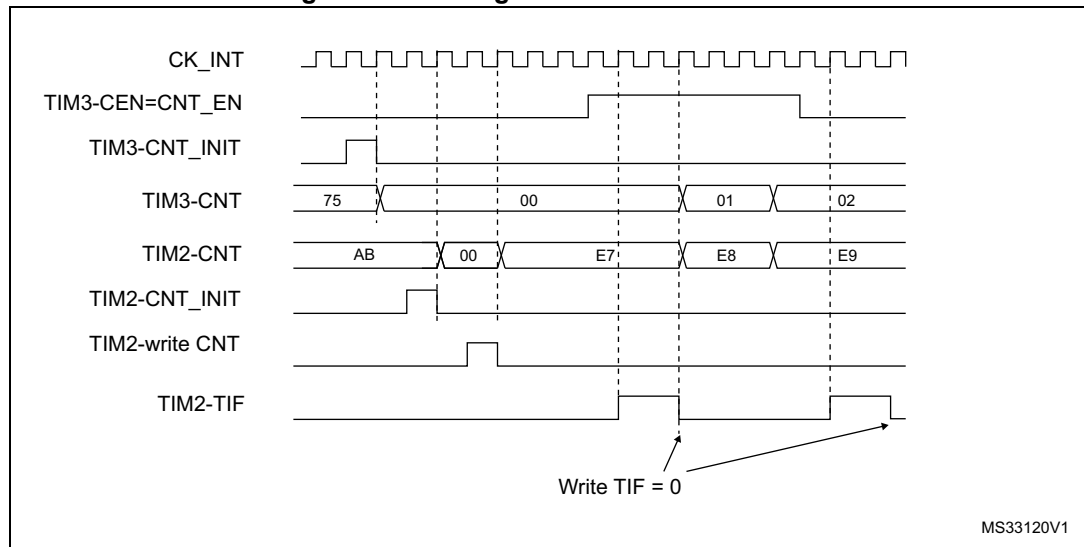 CK_INT
TIM3-CEN=CNT_EN
TIM3-CNT_INIT
TIM3-CNT 75 00 01 02
TIM2-CNT AB 00 E7 E8 E9
TIM2-CNT_INIT
TIM2-write CNT
TIM2-TIF
Write TIF = 0
MS33120V1